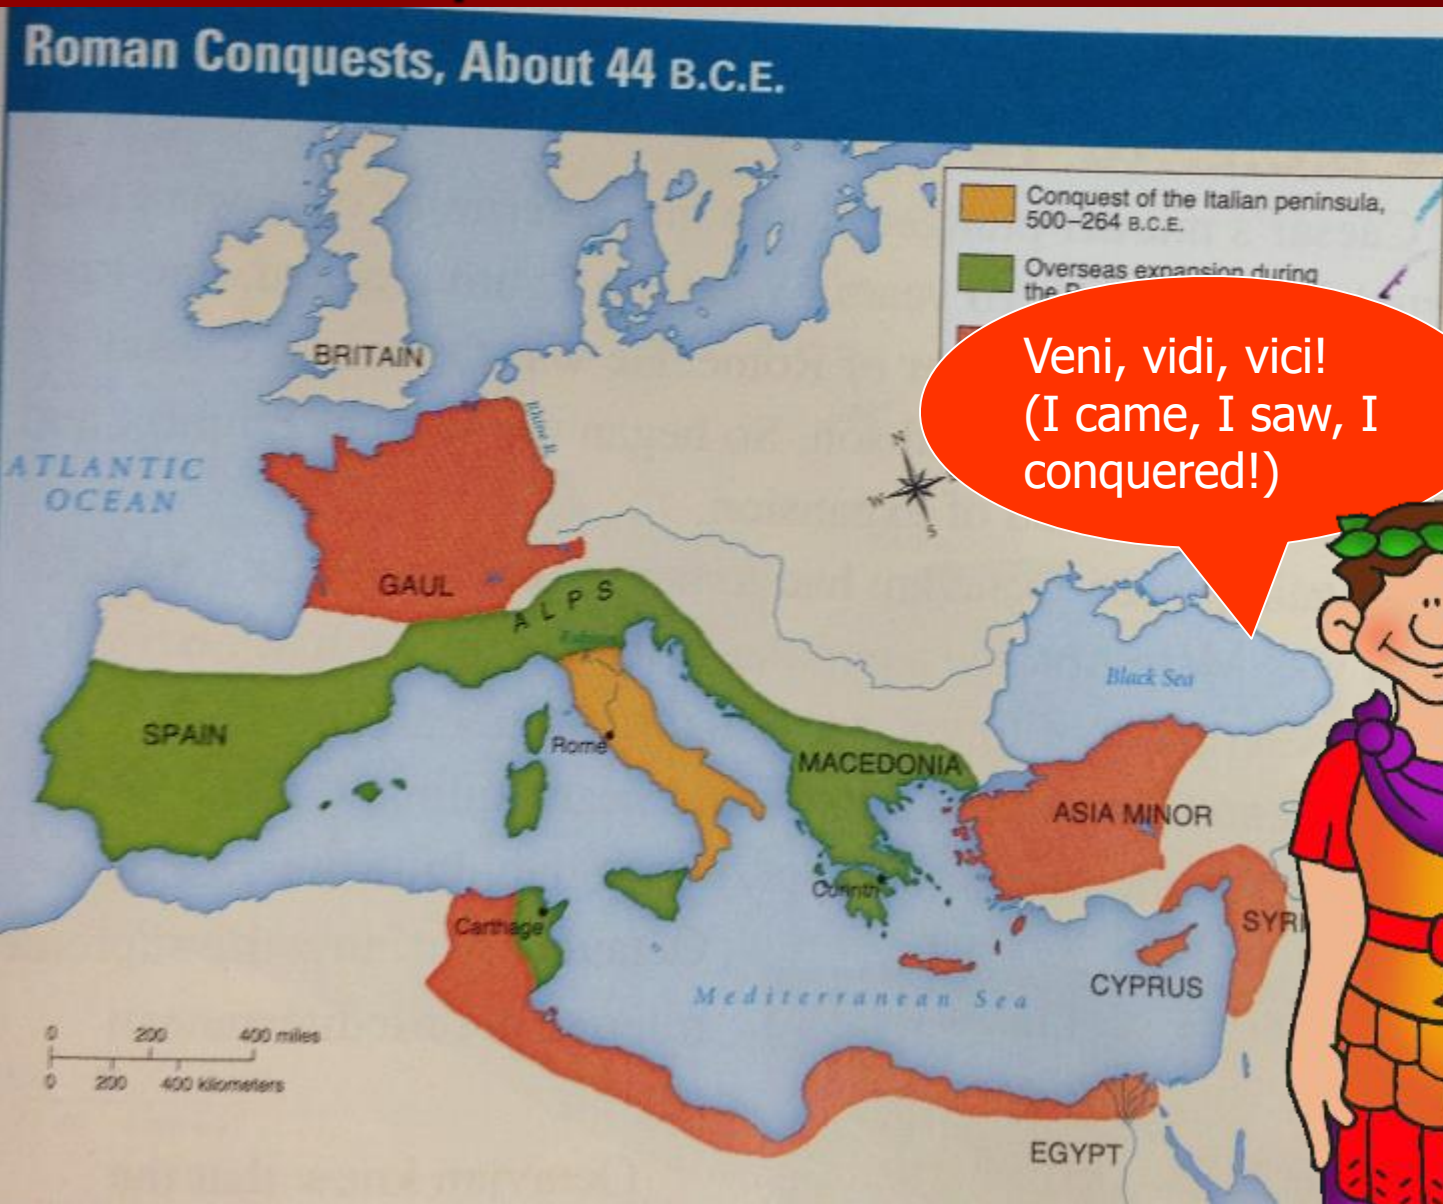 Roman Conquests, About 44 B.C.E.
Conquest of the Italian peninsula,
500–264 B.C.E.
Overseas expansion during
the
Veni, vidi, vici!
(I came, I saw, I
conquered!)
BRITAIN
Rhine R.
N
W
S
ATLANTIC
OCEAN
GAUL
ALPS
Black Sea
SPAIN
Rome
MACEDONIA
ASIA MINOR
Corinth
Carthage
SYRI
CYPRUS
Mediterranean Sea
0 200 400 miles
0 200 400 kilometers
EGYPT